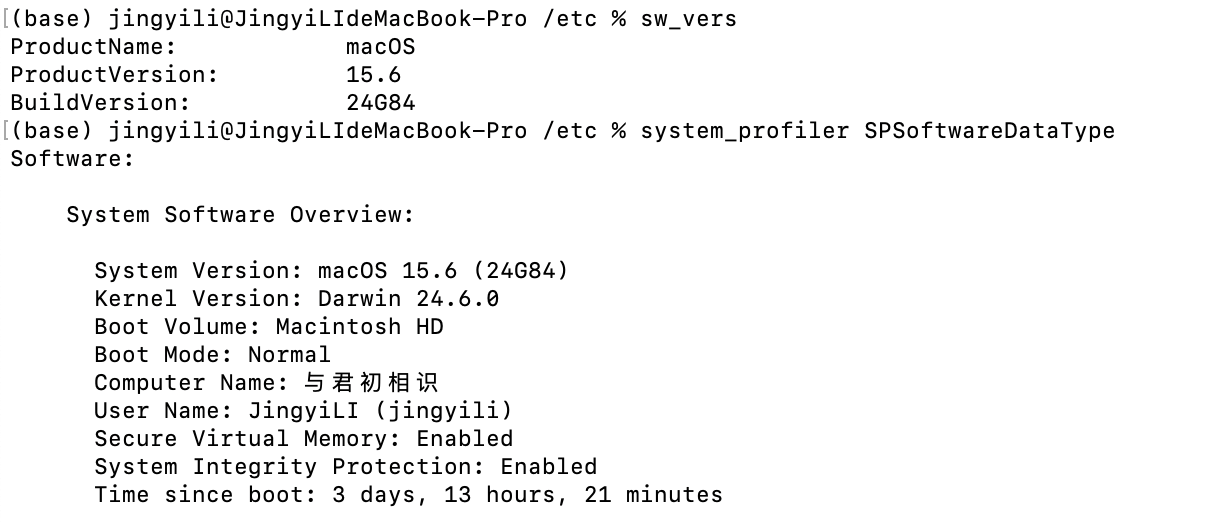 [(base) jingyili@JingyiLIdeMacBook-Pro /etc % sw_vers
ProductName: macOS
ProductVersion: 15.6
BuildVersion: 24G84
[(base) jingyili@JingyiLIdeMacBook-Pro /etc % system_profiler SPSoftwareDataType
Software:
System Software Overview:
System Version: macOS 15.6 (24G84)
Kernel Version: Darwin 24.6.0
Boot Volume: Macintosh HD
Boot Mode: Normal
Computer Name: 与君初相识
User Name: JingyiLI (jingyili)
Secure Virtual Memory: Enabled
System Integrity Protection: Enabled
Time since boot: 3 days, 13 hours, 21 minutes